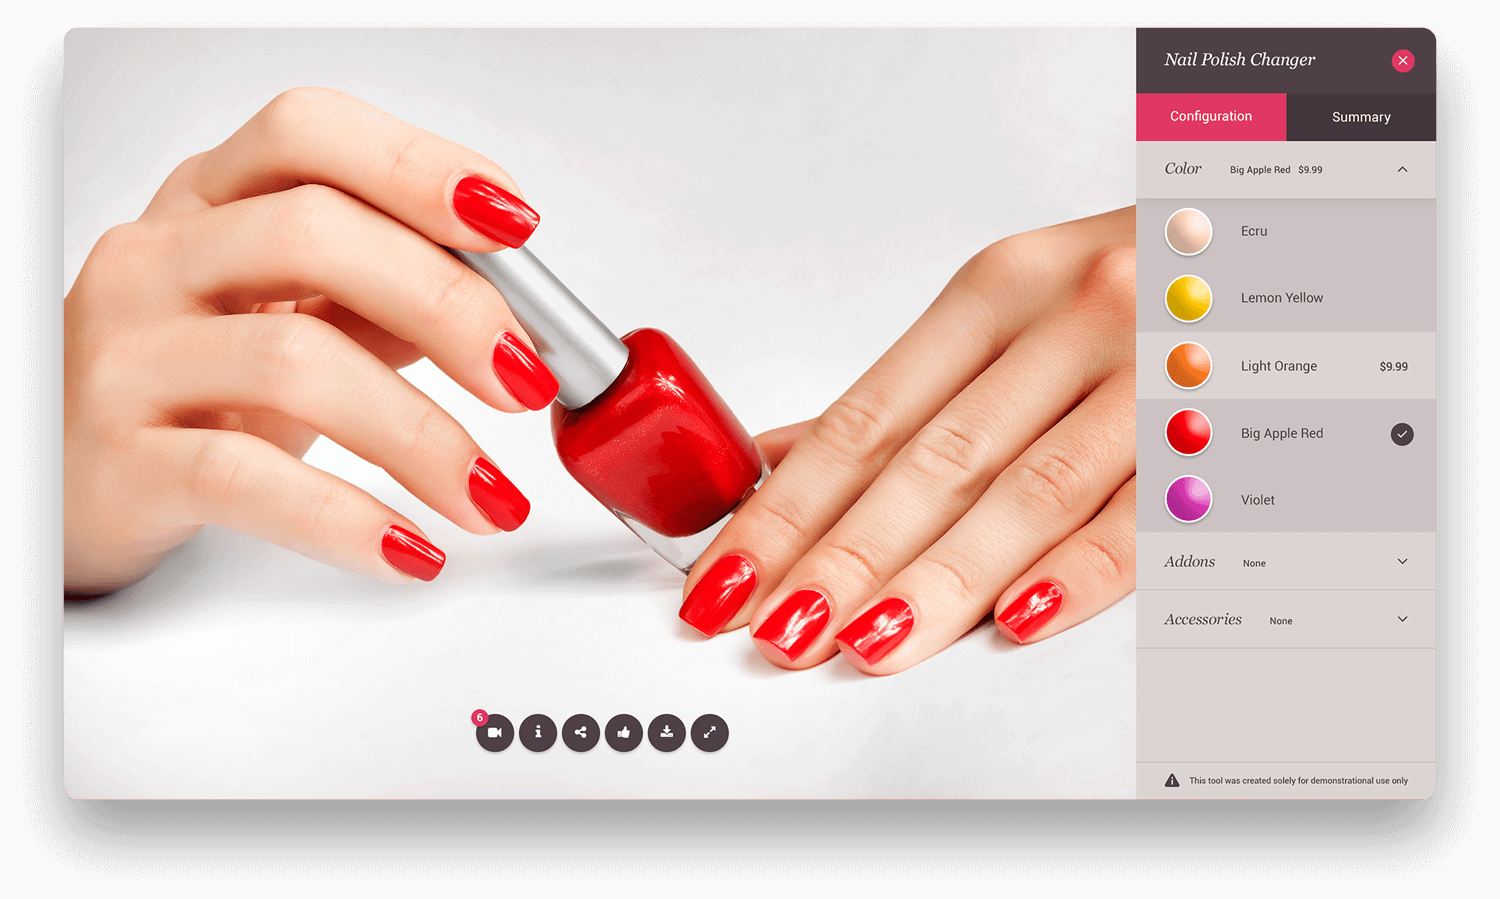 Nail Polish Changer
Configuration
Summary
Color Big Apple Red $9.99
Ecru
Lemon Yellow
Light Orange $9.99
Big Apple Red
Violet
Addons None
Accessories None
6
This tool was created solely for demonstrational use only